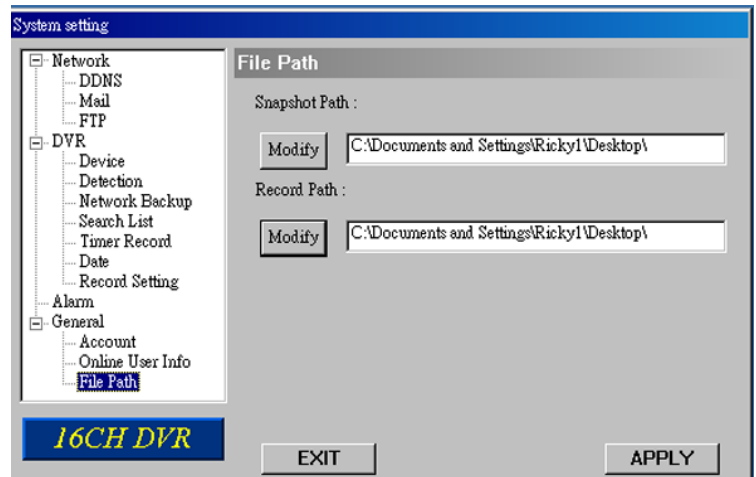 System setting
Network
DDNS
Mail
FTP
DVR
Device
Detection
Network Backup
Search List
Timer Record
Date
Record Setting
Alarm
General
Account
Online User Info
File Path
16CH DVR
File Path
Snapshot Path :
Modify C:\Documents and Settings\Ricky1\Desktop\
Record Path :
Modify C:\Documents and Settings\Ricky1\Desktop\
EXIT APPLY